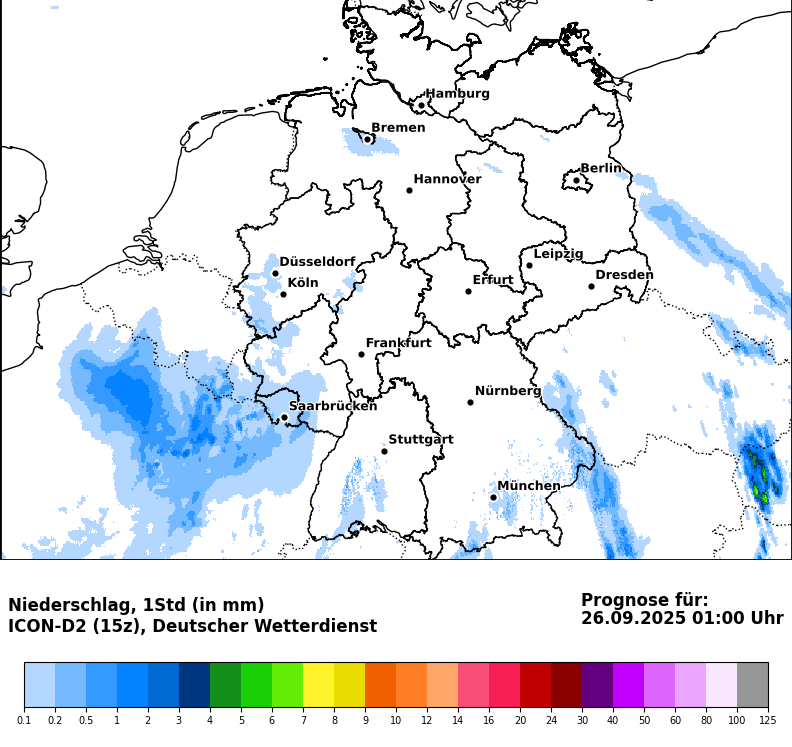 Hamburg
Bremen
Berlin
Hannover
Leipzig
Düsseldorf
Dresden
Köln
Erfurt
Frankfurt
Nürnberg
Saarbrücken
Stuttgart
München
Niederschlag, 1Std (in mm)
ICON-D2 (15z), Deutscher Wetterdienst
Prognose für:
26.09.2025 01:00 Uhr
0.1 0.2 0.5 1 2 3 4 5 6 7 8 9 10 12 14 16 20 24 30 40 50 60 80 100 125